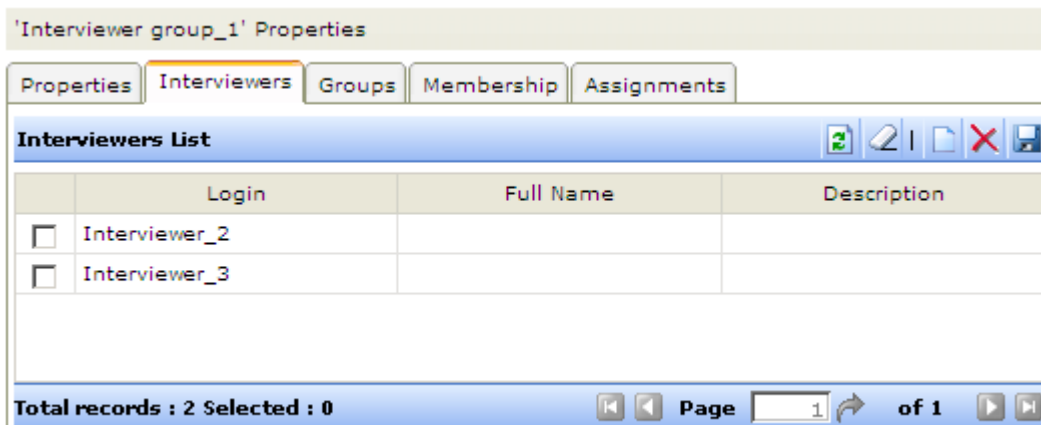 'Interviewer group_1' Properties
Properties Interviewers Groups Membership Assignments
Interviewers List
Login Full Name Description
Interviewer_2
Interviewer_3
Total records : 2 Selected : 0 Page 1 of 1